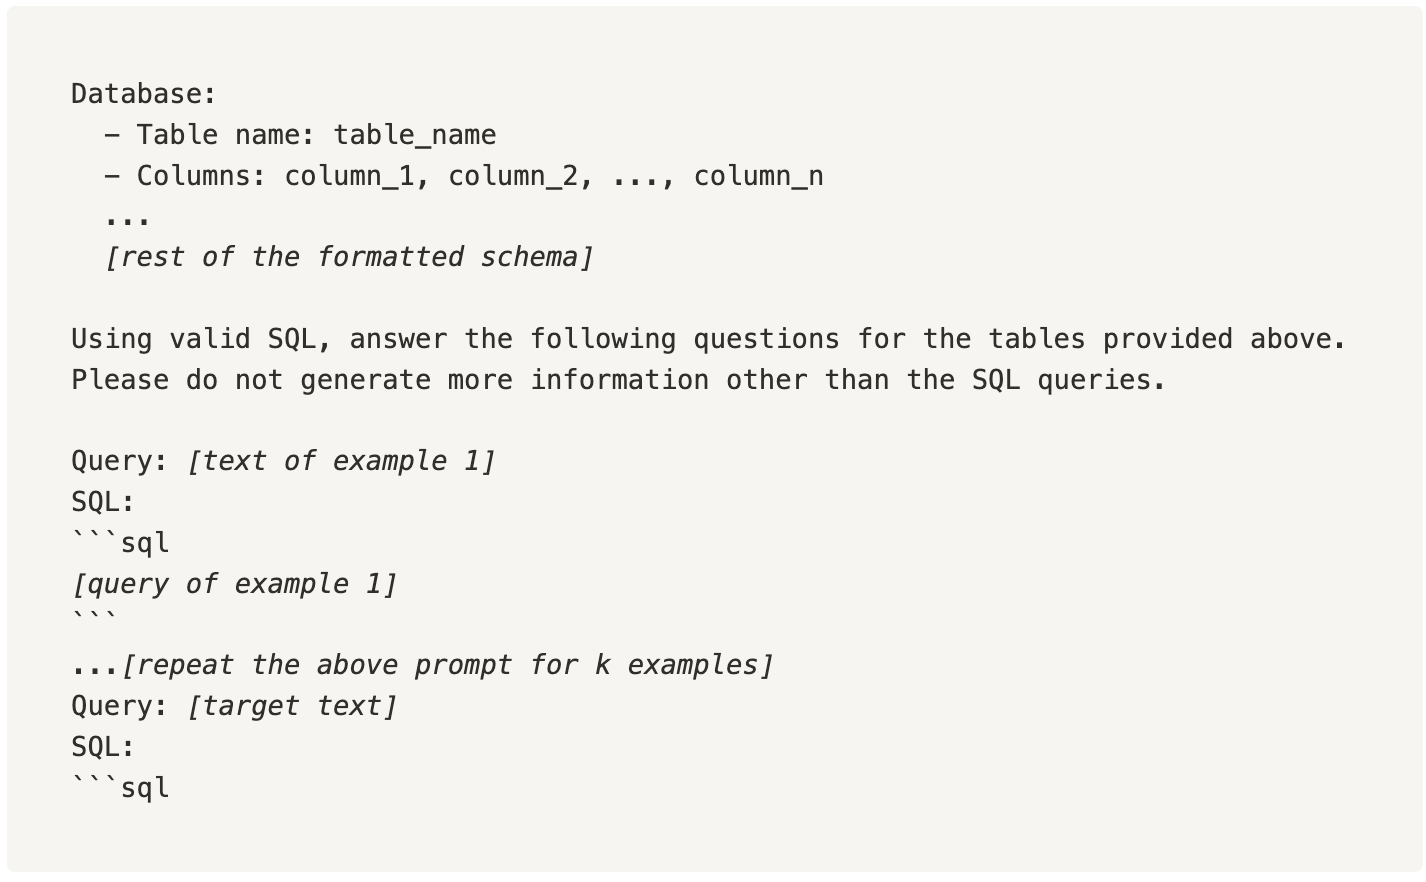 Database:
  - Table name: table_name
  - Columns: column_1, column_2, ..., column_n
  ...
  [rest of the formatted schema]

Using valid SQL, answer the following questions for the tables provided above.
Please do not generate more information other than the SQL queries.

Query: [text of example 1]
SQL:
```sql
[query of example 1]
```
...[repeat the above prompt for k examples]
Query: [target text]
SQL:
```sql